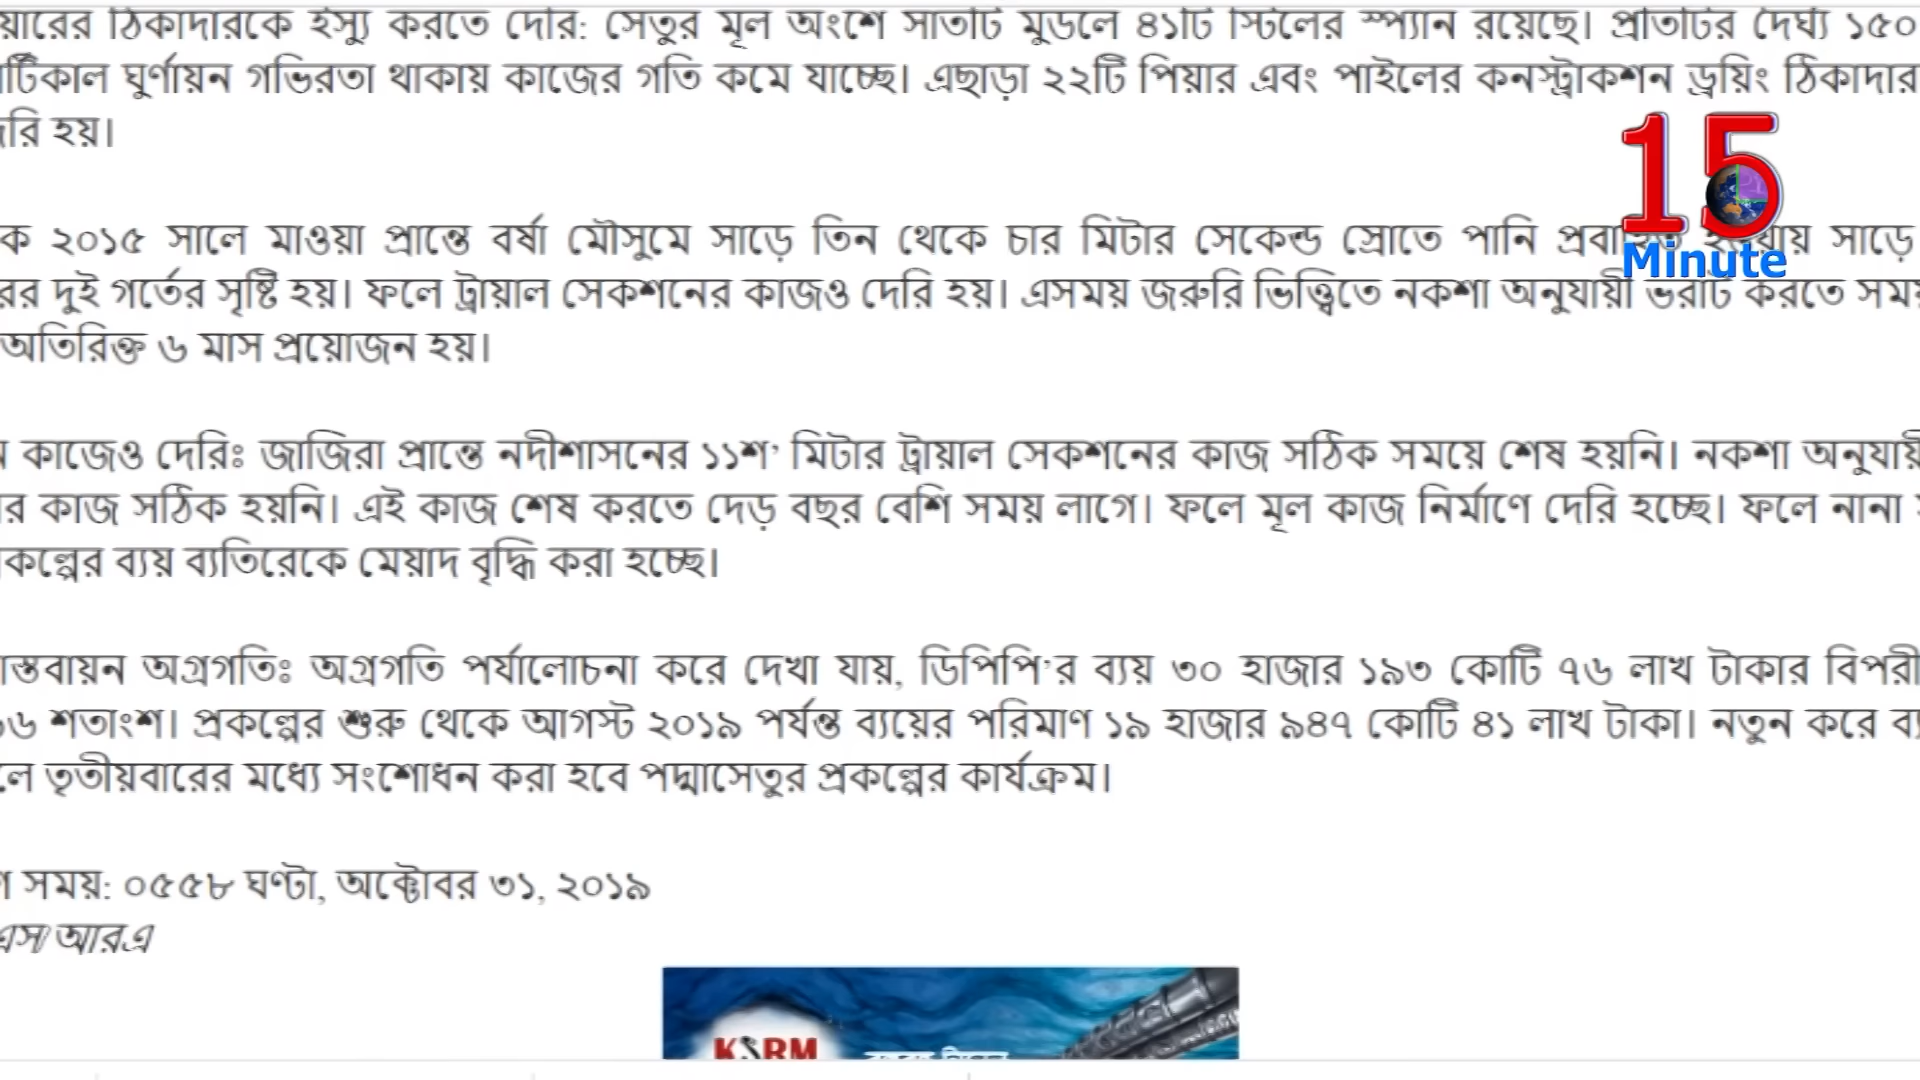 য়ারের ঠিকাদারকে ইস্যু করতে দেরি: সেতুর মূল অংশে সাতটি মুডলে ৪১টি স্টিলের স্প্যান রয়েছে। প্রতিটির দৈর্ঘ্য ১৫০
র্টিকাল ঘুর্ণায়ন গভিরতা থাকায় কাজের গতি কমে যাচ্ছে। এছাড়া ২২টি পিয়ার এবং পাইলের কনস্ট্রাকশন ড্রয়িং ঠিকাদার
রি হয়।
ক ২০১৫ সালে মাওয়া প্রান্তে বর্ষা মৌসুমে সাড়ে তিন থেকে চার মিটার সেকেন্ড স্রোতে পানি প্রবাহিত হওয়ায় সাড়ে
রর দুই গর্তের সৃষ্টি হয়। ফলে ট্রায়াল সেকশনের কাজও দেরি হয়। এসময় জরুরি ভিত্ত্বিতে নকশা অনুযায়ী ভরাট করতে সময়
অতিরিক্ত ৬ মাস প্রয়োজন হয়।
কাজেও দেরিঃ জাজিরা প্রান্তে নদীশাসনের ১১শ’ মিটার ট্রায়াল সেকশনের কাজ সঠিক সময়ে শেষ হয়নি। নকশা অনুযায়ী
র কাজ সঠিক হয়নি। এই কাজ শেষ করতে দেড় বছর বেশি সময় লাগে। ফলে মূল কাজ নির্মাণে দেরি হচ্ছে। ফলে নানা
কল্পের ব্যয় ব্যতিরেকে মেয়াদ বৃদ্ধি করা হচ্ছে।
স্তবায়ন অগ্রগতিঃ অগ্রগতি পর্যালোচনা করে দেখা যায়, ডিপিপি’র ব্যয় ৩০ হাজার ১৯৩ কোটি ৭৬ লাখ টাকার বিপরী
৬ শতাংশ। প্রকল্পের শুরু থেকে আগস্ট ২০১৯ পর্যন্ত ব্যয়ের পরিমাণ ১৯ হাজার ৯৪৭ কোটি ৪১ লাখ টাকা। নতুন করে ব্য
লে তৃতীয়বারের মধ্যে সংশোধন করা হবে পদ্মাসেতুর প্রকল্পের কার্যক্রম।
সময়: ০৫৫৮ ঘণ্টা, অক্টোবর ৩১, ২০১৯
এস/আরএ
15
Minute
KSRM